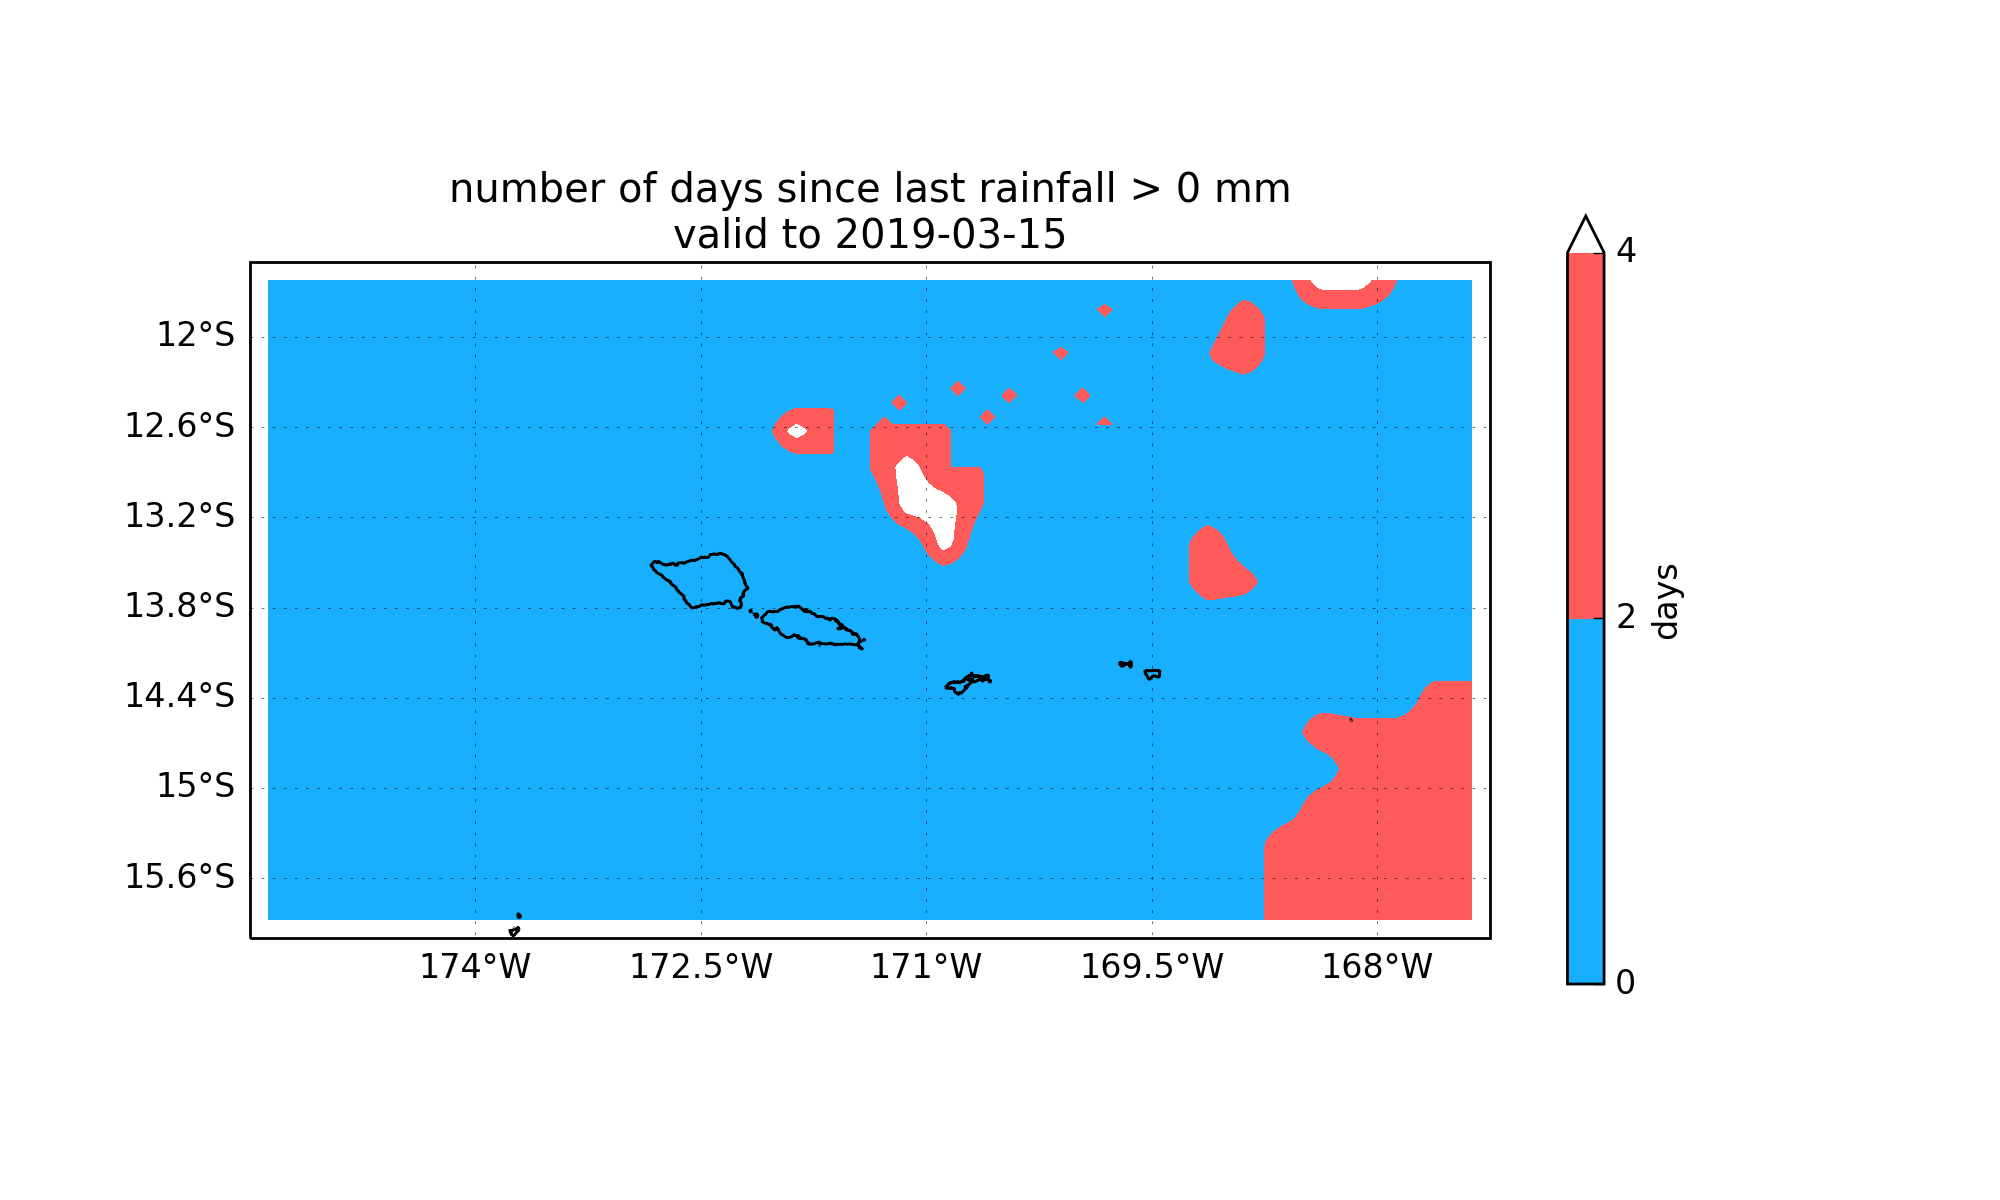 number of days since last rainfall > 0 mm
valid to 2019-03-15
12°S
12.6°S
13.2°S
13.8°S
14.4°S
15°S
15.6°S
174°W
172.5°W
171°W
169.5°W
168°W
4
2
0
days